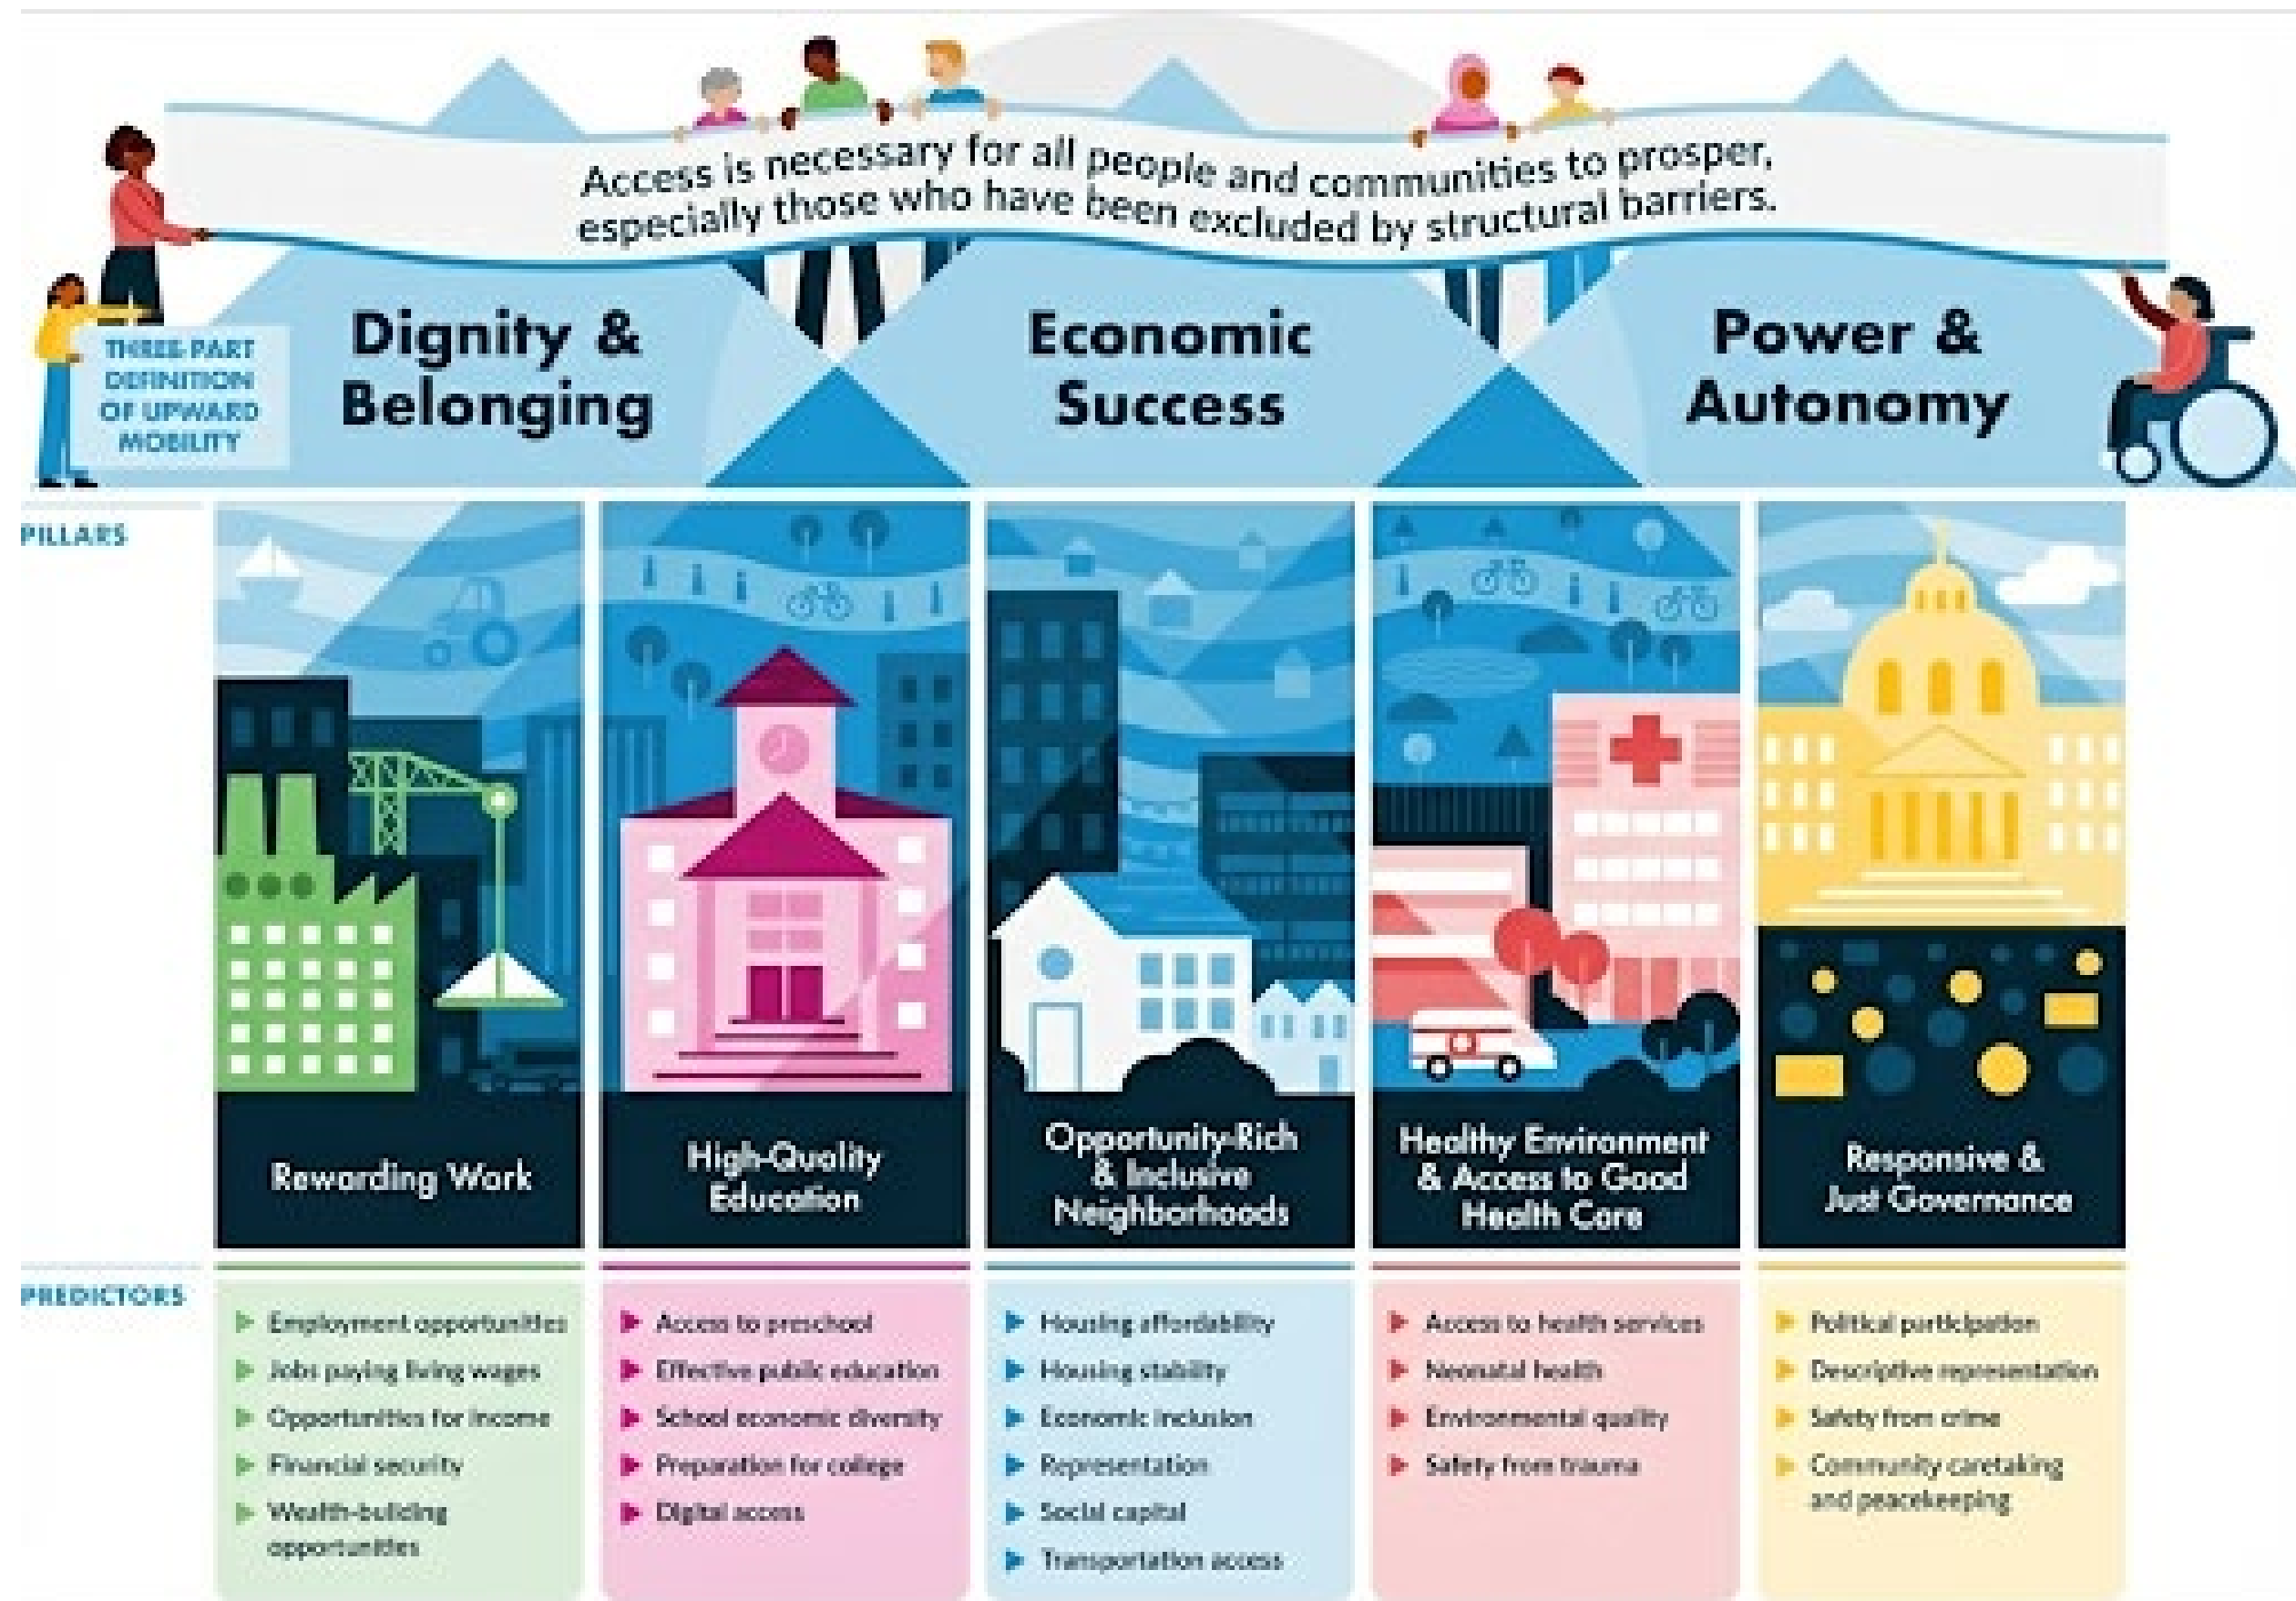 Access is necessary for all people and communities to prosper,
especially those who have been excluded by structural barriers.
THREE-PART
DEFINITION
OF UPWARD
MOBILITY
Dignity &
Belonging
Economic
Success
Power &
Autonomy
PILLARS
Rewarding Work
High-Quality
Education
Opportunity-Rich
& Inclusive
Neighborhoods
Healthy Environment
& Access to Good
Health Care
Responsive &
Just Governance
PREDICTORS
Employment opportunities
Jobs paying living wages
Opportunities for income
Financial security
Wealth-building
opportunities
Access to preschool
Effective public education
School economic diversity
Preparation for college
Digital access
Housing affordability
Housing stability
Economic inclusion
Representation
Social capital
Transportation access
Access to health services
Neonatal health
Environmental quality
Safety from trauma
Political participation
Descriptive representation
Safety from crime
Community caretaking
and peacekeeping